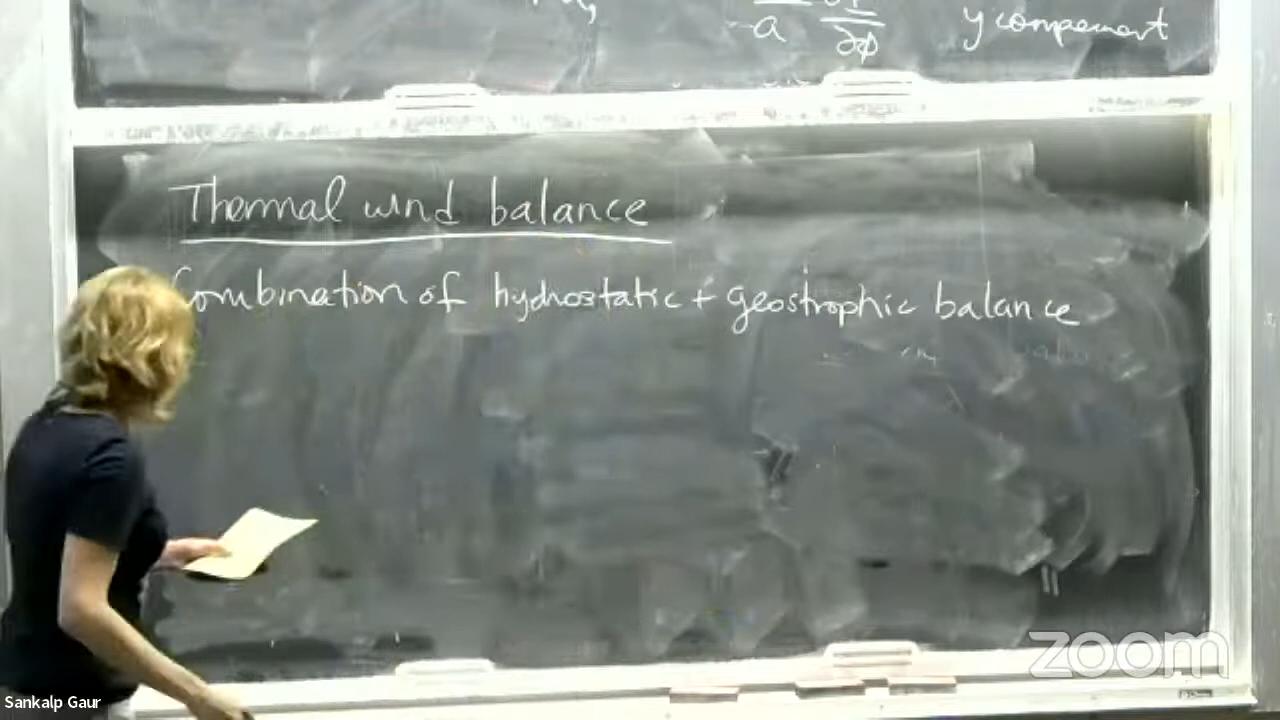 -a ∂Φ/∂φ y component
Thermal wind balance
Combination of hydrostatic + geostrophic balance
zoom
Sankalp Gaur